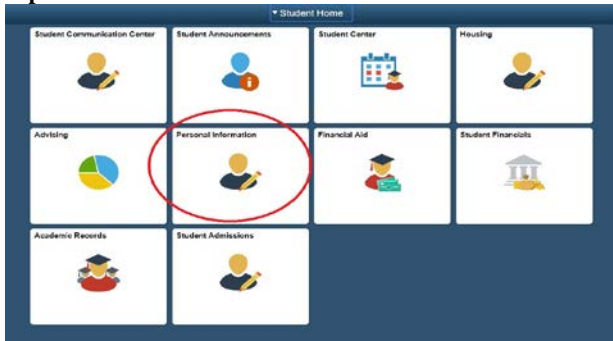 Student Home
Student Communication Center
Student Announcements
Student Center
Housing
Advising
Personal Information
Financial Aid
Student Financials
Academic Records
Student Admissions